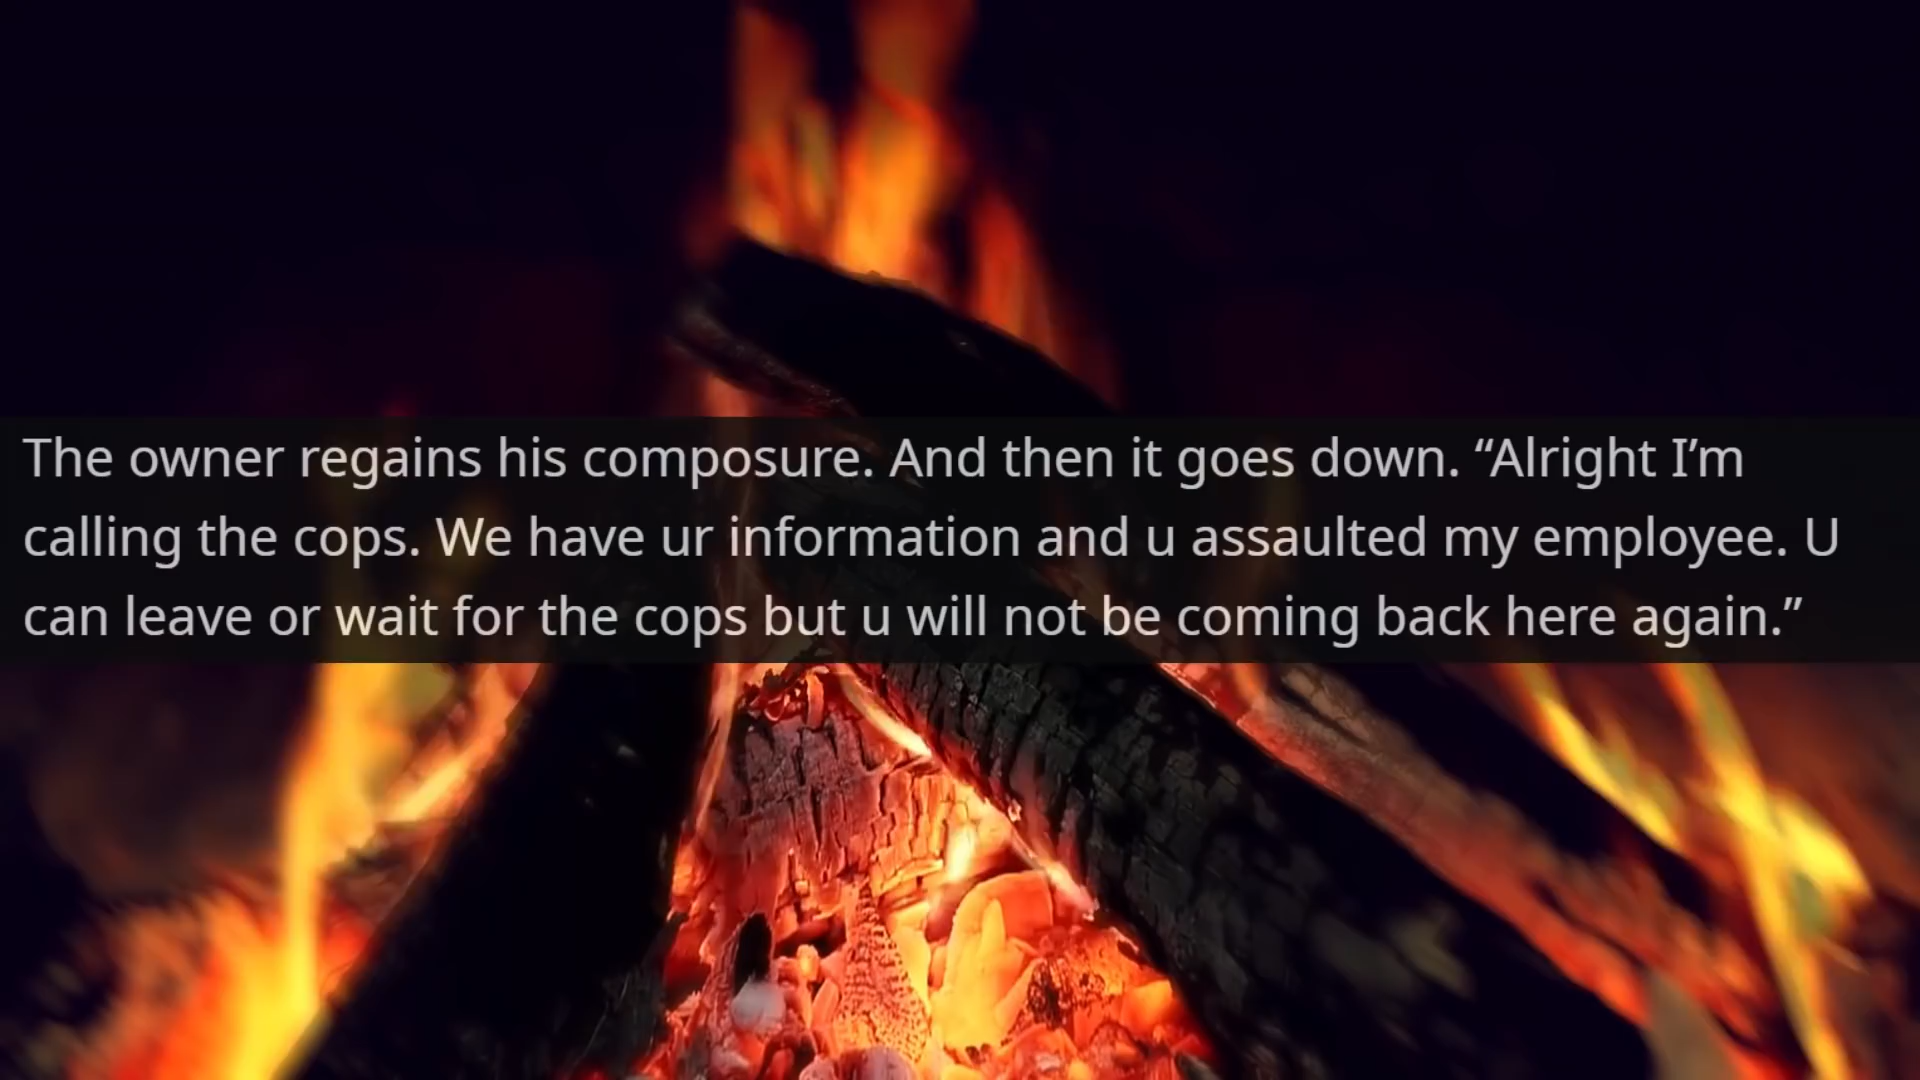 The owner regains his composure. And then it goes down. “Alright I’m
calling the cops. We have ur information and u assaulted my employee. U
can leave or wait for the cops but u will not be coming back here again.”